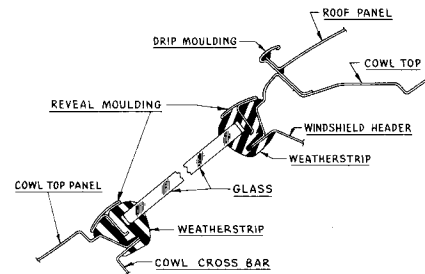 ROOF PANEL
DRIP MOULDING
COWL TOP
REVEAL MOULDING
WINDSHIELD HEADER
WEATHERSTRIP
GLASS
COWL TOP PANEL
WEATHERSTRIP
COWL CROSS BAR